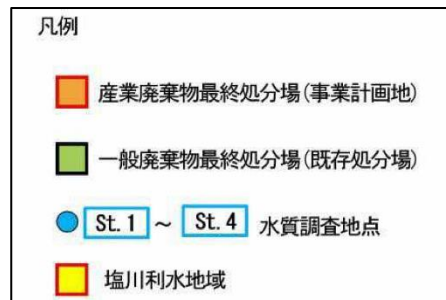 凡例
産業廃棄物最終処分場(事業計画地)
一般廃棄物最終処分場(既存処分場)
St.1 ~ St.4 水質調査地点
塩川利水地域